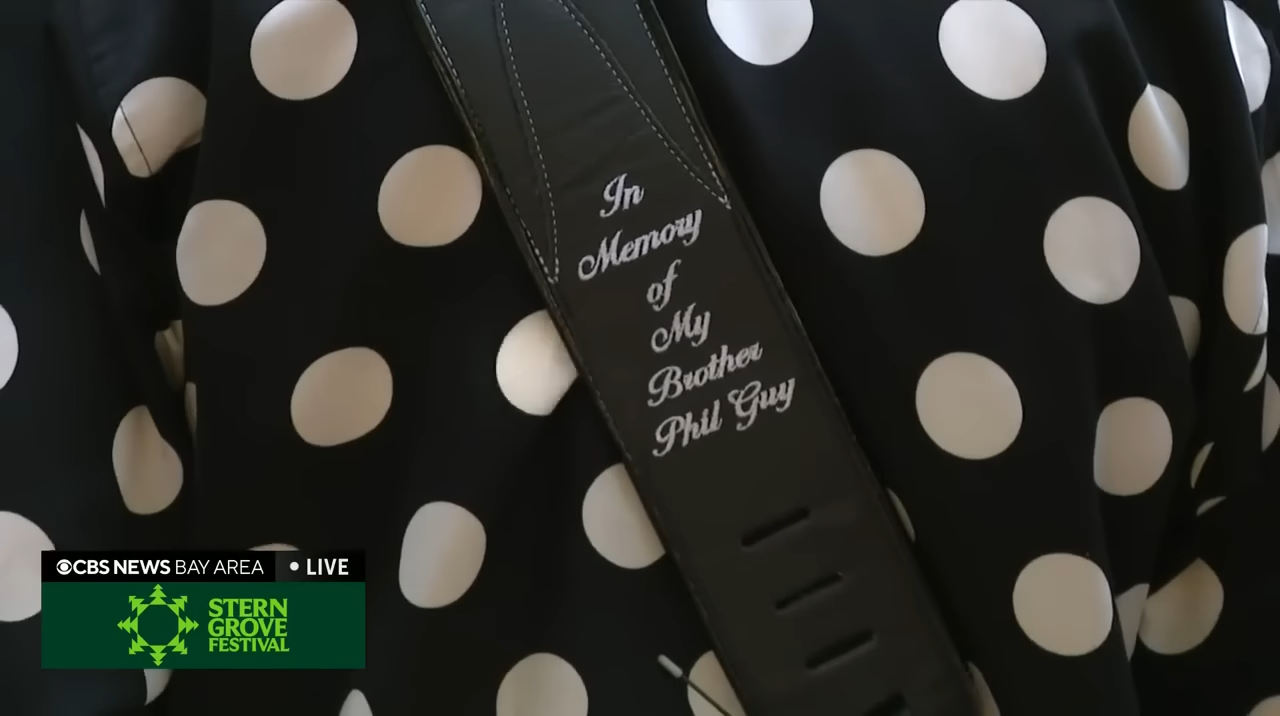 In
Memory
of
My
Brother
Phil Guy
CBS NEWS BAY AREA • LIVE
STERN
GROVE
FESTIVAL